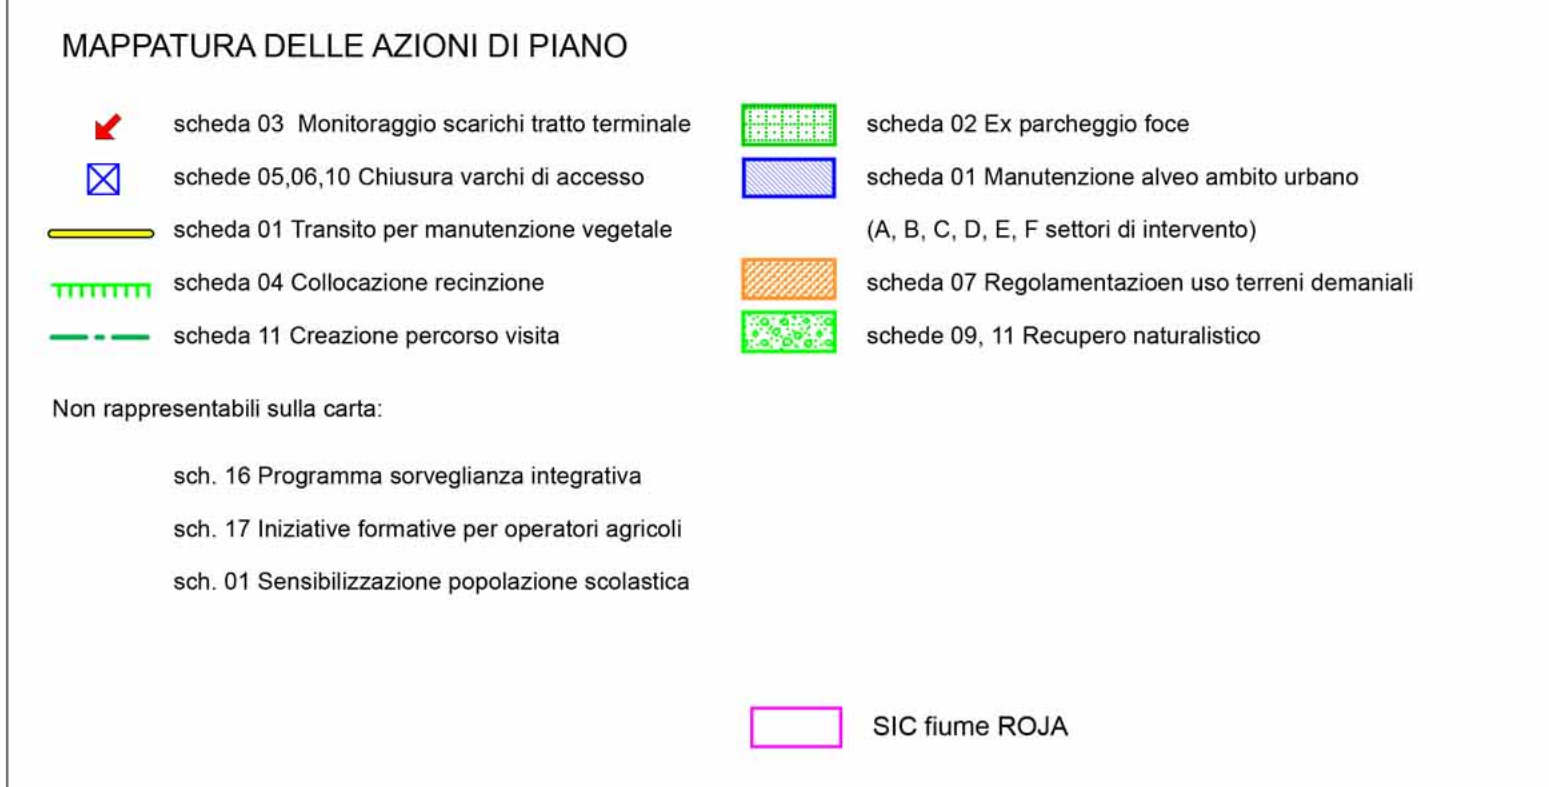 MAPPATURA DELLE AZIONI DI PIANO
scheda 03 Monitoraggio scarichi tratto terminale
schede 05,06,10 Chiusura varchi di accesso
scheda 01 Transito per manutenzione vegetale
scheda 04 Collocazione recinzione
scheda 11 Creazione percorso visita
scheda 02 Ex parcheggio foce
scheda 01 Manutenzione alveo ambito urbano
(A, B, C, D, E, F settori di intervento)
scheda 07 Regolamentazioen uso terreni demaniali
schede 09, 11 Recupero naturalistico
Non rappresentabili sulla carta:
sch. 16 Programma sorveglianza integrativa
sch. 17 Iniziative formative per operatori agricoli
sch. 01 Sensibilizzazione popolazione scolastica
SIC fiume ROJA